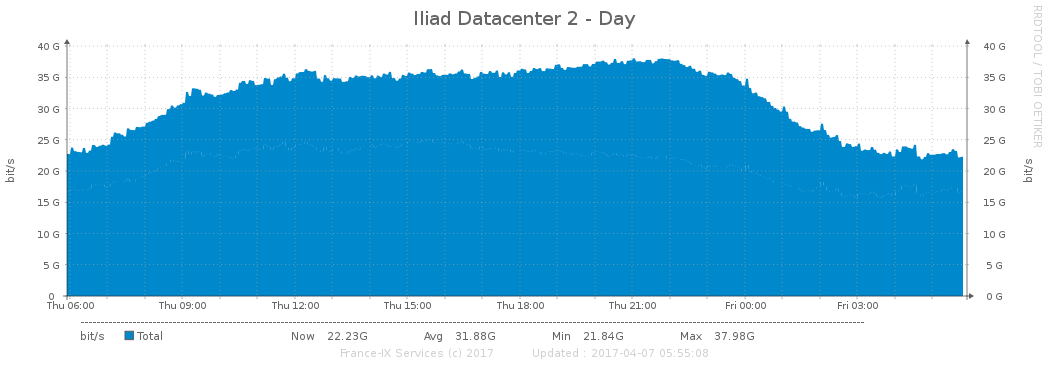 Iliad Datacenter 2 - Day
RRDTOOL / TOBI OETIKER
40 G 40 G
35 G 35 G
30 G 30 G
25 G 25 G
20 G 20 G
15 G 15 G
10 G 10 G
5 G 5 G
0 0 G
bit/s bit/s
Thu 06:00 Thu 09:00 Thu 12:00 Thu 15:00 Thu 18:00 Thu 21:00 Fri 00:00 Fri 03:00
bit/s Total Now 22.23G Avg 31.88G Min 21.84G Max 37.98G
France-IX Services (c) 2017 Updated : 2017-04-07 05:55:08